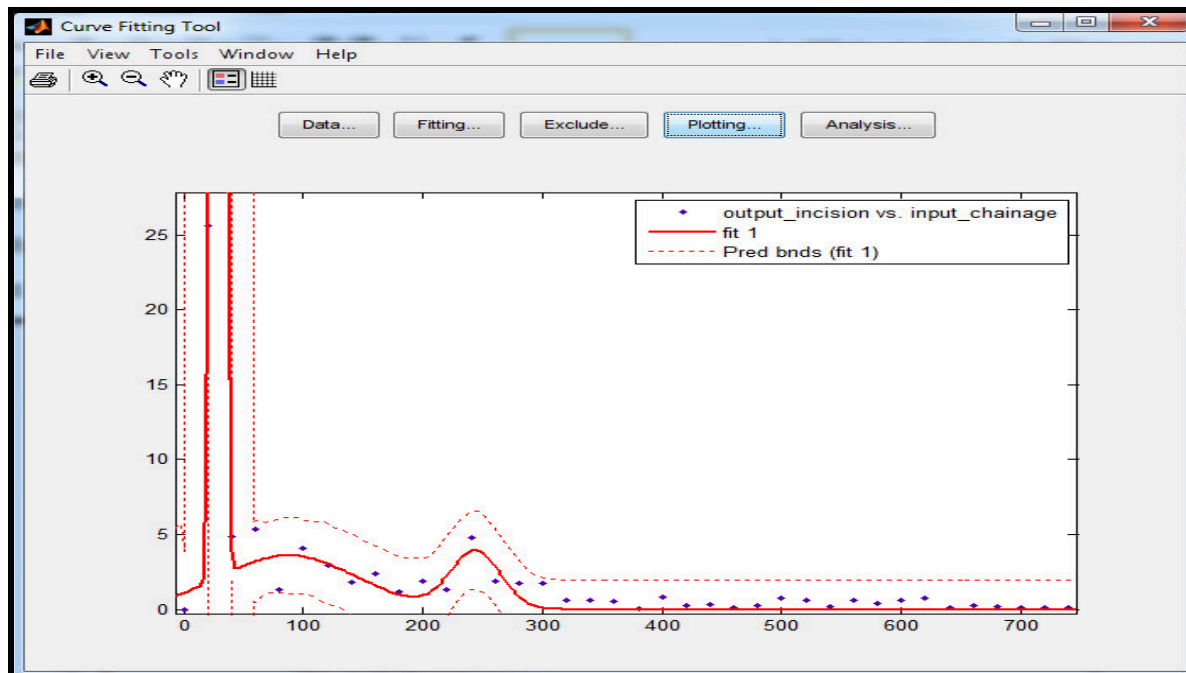 Curve Fitting Tool
File View Tools Window Help
Data... Fitting... Exclude... Plotting... Analysis...
output_incision vs. input_chainage
fit 1
Pred bnds (fit 1)
25
20
15
10
5
0
0 100 200 300 400 500 600 700